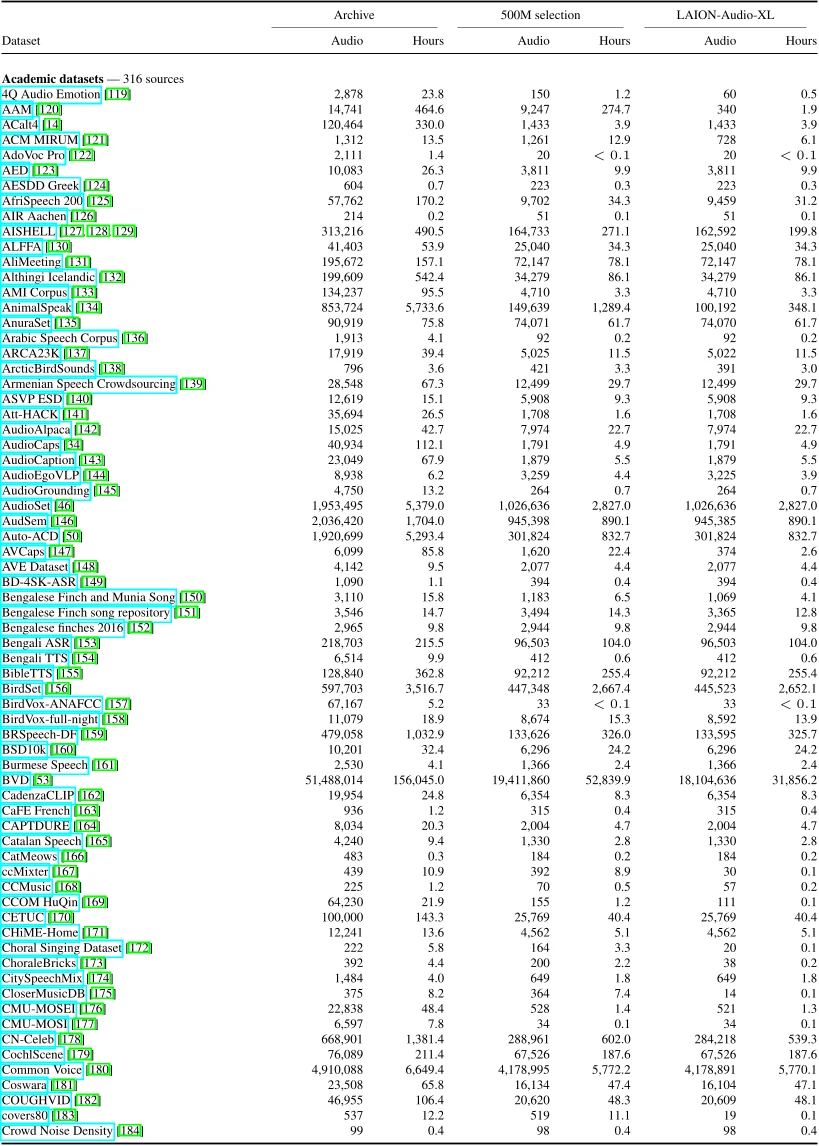 Archive 500M selection LAION-Audio-XL
Dataset Audio Hours Audio Hours Audio Hours
Academic datasets — 316 sources
4Q Audio Emotion [119] 2,878 23.8 150 1.2 60 0.5
AAM [120] 14,741 464.6 9,247 274.7 340 1.9
ACalt4 [14] 120,464 330.0 1,433 3.9 1,433 3.9
ACM MIRUM [121] 1,312 13.5 1,261 12.9 728 6.1
AdoVoc Pro [122] 2,111 1.4 20 < 0.1 20 < 0.1
AED [123] 10,083 26.3 3,811 9.9 3,811 9.9
AESDD Greek [124] 604 0.7 223 0.3 223 0.3
AfriSpeech 200 [125] 57,762 170.2 9,702 34.3 9,459 31.2
AIR Aachen [126] 214 0.2 51 0.1 51 0.1
AISHELL [127, 128, 129] 313,216 490.5 164,733 271.1 162,592 199.8
ALFFA [130] 41,403 53.9 25,040 34.3 25,040 34.3
AliMeeting [131] 195,672 157.1 72,147 78.1 72,147 78.1
Althingi Icelandic [132] 199,609 542.4 34,279 86.1 34,279 86.1
AMI Corpus [133] 134,237 95.5 4,710 3.3 4,710 3.3
AnimalSpeak [134] 853,724 5,733.6 149,639 1,289.4 100,192 348.1
AnuraSet [135] 90,919 75.8 74,071 61.7 74,070 61.7
Arabic Speech Corpus [136] 1,913 4.1 92 0.2 92 0.2
ARCA23K [137] 17,919 39.4 5,025 11.5 5,022 11.5
ArcticBirdSounds [138] 796 3.6 421 3.3 391 3.0
Armenian Speech Crowdsourcing [139] 28,548 67.3 12,499 29.7 12,499 29.7
ASVP ESD [140] 12,619 15.1 5,908 9.3 5,908 9.3
Att-HACK [141] 35,694 26.5 1,708 1.6 1,708 1.6
AudioAlpaca [142] 15,025 42.7 7,974 22.7 7,974 22.7
AudioCaps [34] 40,934 112.1 1,791 4.9 1,791 4.9
AudioCaption [143] 23,049 67.9 1,879 5.5 1,879 5.5
AudioEgoVLP [144] 8,938 6.2 3,259 4.4 3,225 3.9
AudioGrounding [145] 4,750 13.2 264 0.7 264 0.7
AudioSet [46] 1,953,495 5,379.0 1,026,636 2,827.0 1,026,636 2,827.0
AudSem [146] 2,036,420 1,704.0 945,398 890.1 945,385 890.1
Auto-ACD [50] 1,920,699 5,293.4 301,824 832.7 301,824 832.7
AVCaps [147] 6,099 85.8 1,620 22.4 374 2.6
AVE Dataset [148] 4,142 9.5 2,077 4.4 2,077 4.4
BD-4SK-ASR [149] 1,090 1.1 394 0.4 394 0.4
Bengalese Finch and Munia Song [150] 3,110 15.8 1,183 6.5 1,069 4.1
Bengalese Finch song repository [151] 3,546 14.7 3,494 14.3 3,365 12.8
Bengalese finches 2016 [152] 2,965 9.8 2,944 9.8 2,944 9.8
Bengali ASR [153] 218,703 215.5 96,503 104.0 96,503 104.0
Bengali TTS [154] 6,514 9.9 412 0.6 412 0.6
BibleTTS [155] 128,840 362.8 92,212 255.4 92,212 255.4
BirdSet [156] 597,703 3,516.7 447,348 2,667.4 445,523 2,652.1
BirdVox-ANAFCC [157] 67,167 5.2 33 < 0.1 33 < 0.1
BirdVox-full-night [158] 11,079 18.9 8,674 15.3 8,592 13.9
BRSpeech-DF [159] 479,058 1,032.9 133,626 326.0 133,595 325.7
BSD10k [160] 10,201 32.4 6,296 24.2 6,296 24.2
Burmese Speech [161] 2,530 4.1 1,366 2.4 1,366 2.4
BVD [53] 51,488,014 156,045.0 19,411,860 52,839.9 18,104,636 31,856.2
CadenzaCLIP [162] 19,954 24.8 6,354 8.3 6,354 8.3
CaFE French [163] 936 1.2 315 0.4 315 0.4
CAPTDURE [164] 8,034 20.3 2,004 4.7 2,004 4.7
Catalan Speech [165] 4,240 9.4 1,330 2.8 1,330 2.8
CatMeows [166] 483 0.3 184 0.2 184 0.2
ccMixter [167] 439 10.9 392 8.9 30 0.1
CCMusic [168] 225 1.2 70 0.5 57 0.2
CCOM HuQin [169] 64,230 21.9 155 1.2 111 0.1
CETUC [170] 100,000 143.3 25,769 40.4 25,769 40.4
CHiME-Home [171] 12,241 13.6 4,562 5.1 4,562 5.1
Choral Singing Dataset [172] 222 5.8 164 3.3 20 0.1
ChoraleBricks [173] 392 4.4 200 2.2 38 0.2
CitySpeechMix [174] 1,484 4.0 649 1.8 649 1.8
CloserMusicDB [175] 375 8.2 364 7.4 14 0.1
CMU-MOSEI [176] 22,838 48.4 528 1.4 521 1.3
CMU-MOSI [177] 6,597 7.8 34 0.1 34 0.1
CN-Celeb [178] 668,901 1,381.4 288,961 602.0 284,218 539.3
CochlScene [179] 76,089 211.4 67,526 187.6 67,526 187.6
Common Voice [180] 4,910,088 6,649.4 4,178,995 5,772.2 4,178,891 5,770.1
Coswara [181] 23,508 65.8 16,134 47.4 16,104 47.1
COUGHVID [182] 46,955 106.4 20,620 48.3 20,609 48.1
covers80 [183] 537 12.2 519 11.1 19 0.1
Crowd Noise Density [184] 99 0.4 98 0.4 98 0.4